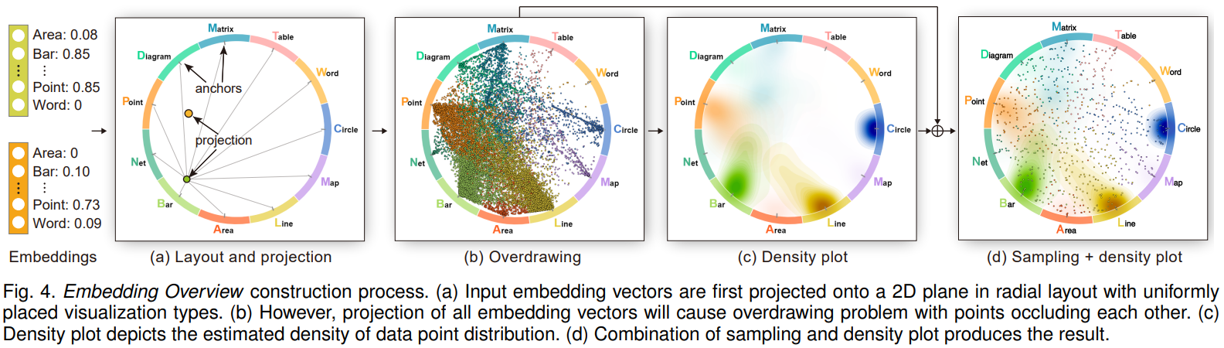 Area: 0.08
Bar: 0.85
⋮
Point: 0.85
Word: 0
Area: 0
Bar: 0.10
⋮
Point: 0.73
Word: 0.09
Embeddings
Matrix
Table
Diagram
Word
anchors
Point
Circle
projection
Net
Map
Bar
Line
Area
(a) Layout and projection
Matrix
Table
Diagram
Word
Point
Circle
Net
Map
Bar
Line
Area
(b) Overdrawing
Matrix
Table
Diagram
Word
Point
Circle
Net
Map
Bar
Line
Area
(c) Density plot
Matrix
Table
Diagram
Word
Point
Circle
Net
Map
Bar
Line
Area
(d) Sampling + density plot
Fig. 4. Embedding Overview construction process. (a) Input embedding vectors are first projected onto a 2D plane in radial layout with uniformly
placed visualization types. (b) However, projection of all embedding vectors will cause overdrawing problem with points occluding each other. (c)
Density plot depicts the estimated density of data point distribution. (d) Combination of sampling and density plot produces the result.